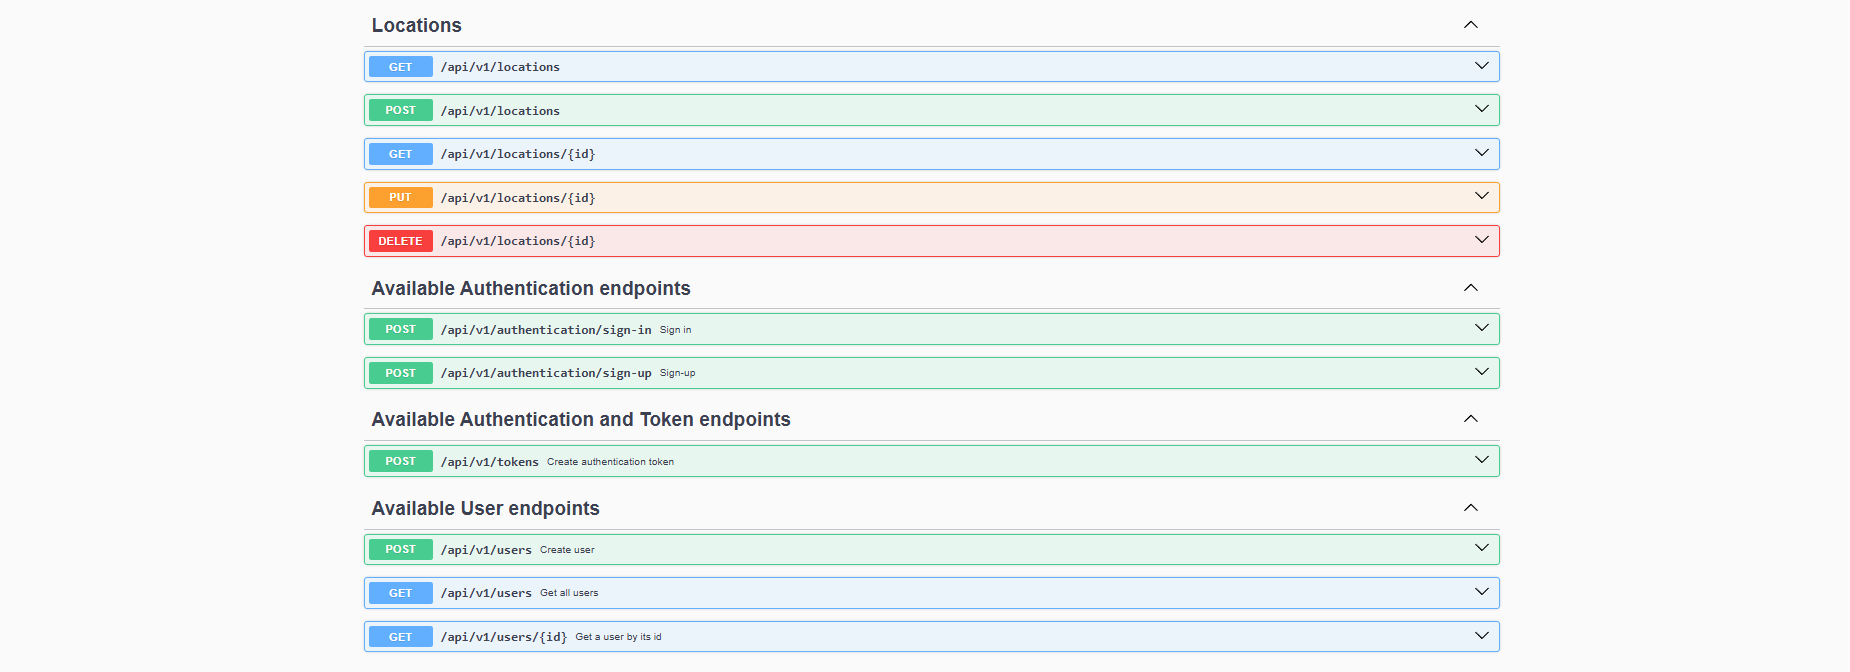 Locations
GET /api/v1/locations
POST /api/v1/locations
GET /api/v1/locations/{id}
PUT /api/v1/locations/{id}
DELETE /api/v1/locations/{id}
Available Authentication endpoints
POST /api/v1/authentication/sign-in Sign in
POST /api/v1/authentication/sign-up Sign-up
Available Authentication and Token endpoints
POST /api/v1/tokens Create authentication token
Available User endpoints
POST /api/v1/users Create user
GET /api/v1/users Get all users
GET /api/v1/users/{id} Get a user by its id